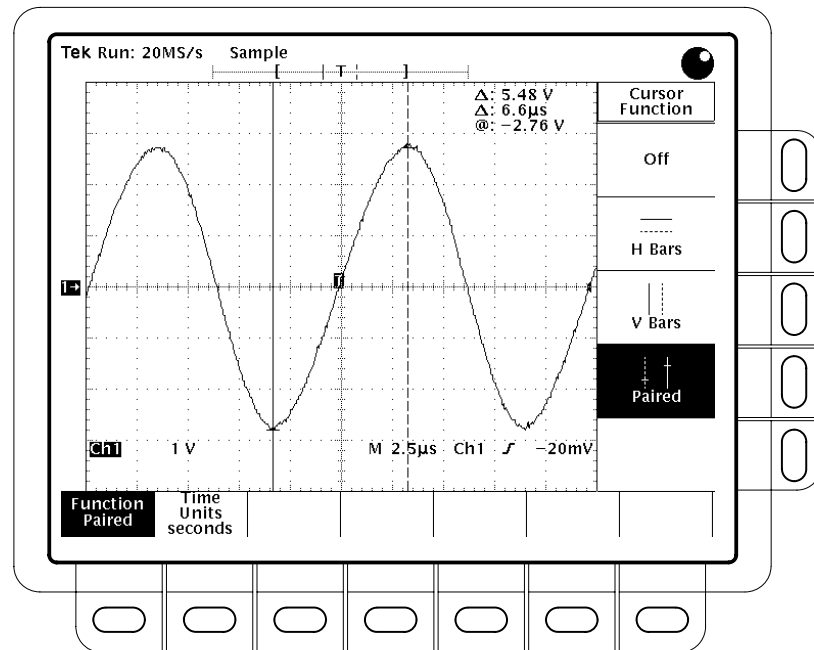 Tek Run: 20MS/s Sample
[ T ]
Δ: 5.48 V
Δ: 6.6µs
@: −2.76 V
Cursor
Function
Off
H Bars
V Bars
Paired
T
1→
Ch1 1 V M 2.5µs Ch1 −20mV
Function
Paired
Time
Units
seconds